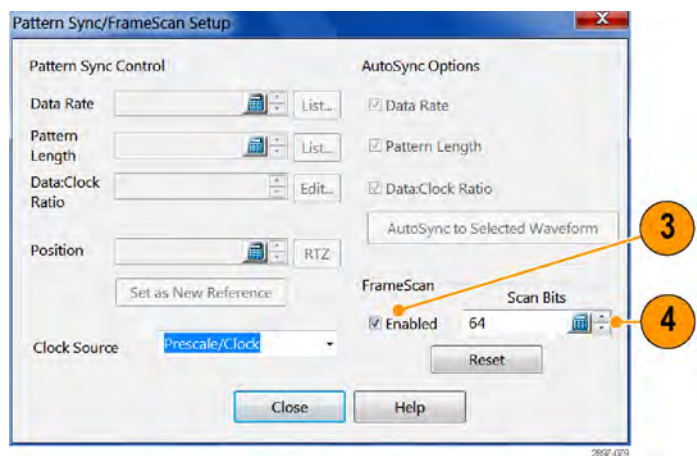 Pattern Sync/FrameScan Setup
X
Pattern Sync Control
AutoSync Options
Data Rate
List...
Data Rate
Pattern
Length
List...
Pattern Length
Data:Clock
Ratio
Edit...
Data:Clock Ratio
AutoSync to Selected Waveform
3
Position
RTZ
Set as New Reference
FrameScan
Scan Bits
Enabled
64
4
Clock Source
Prescale/Clock
Reset
Close
Help
2897-079